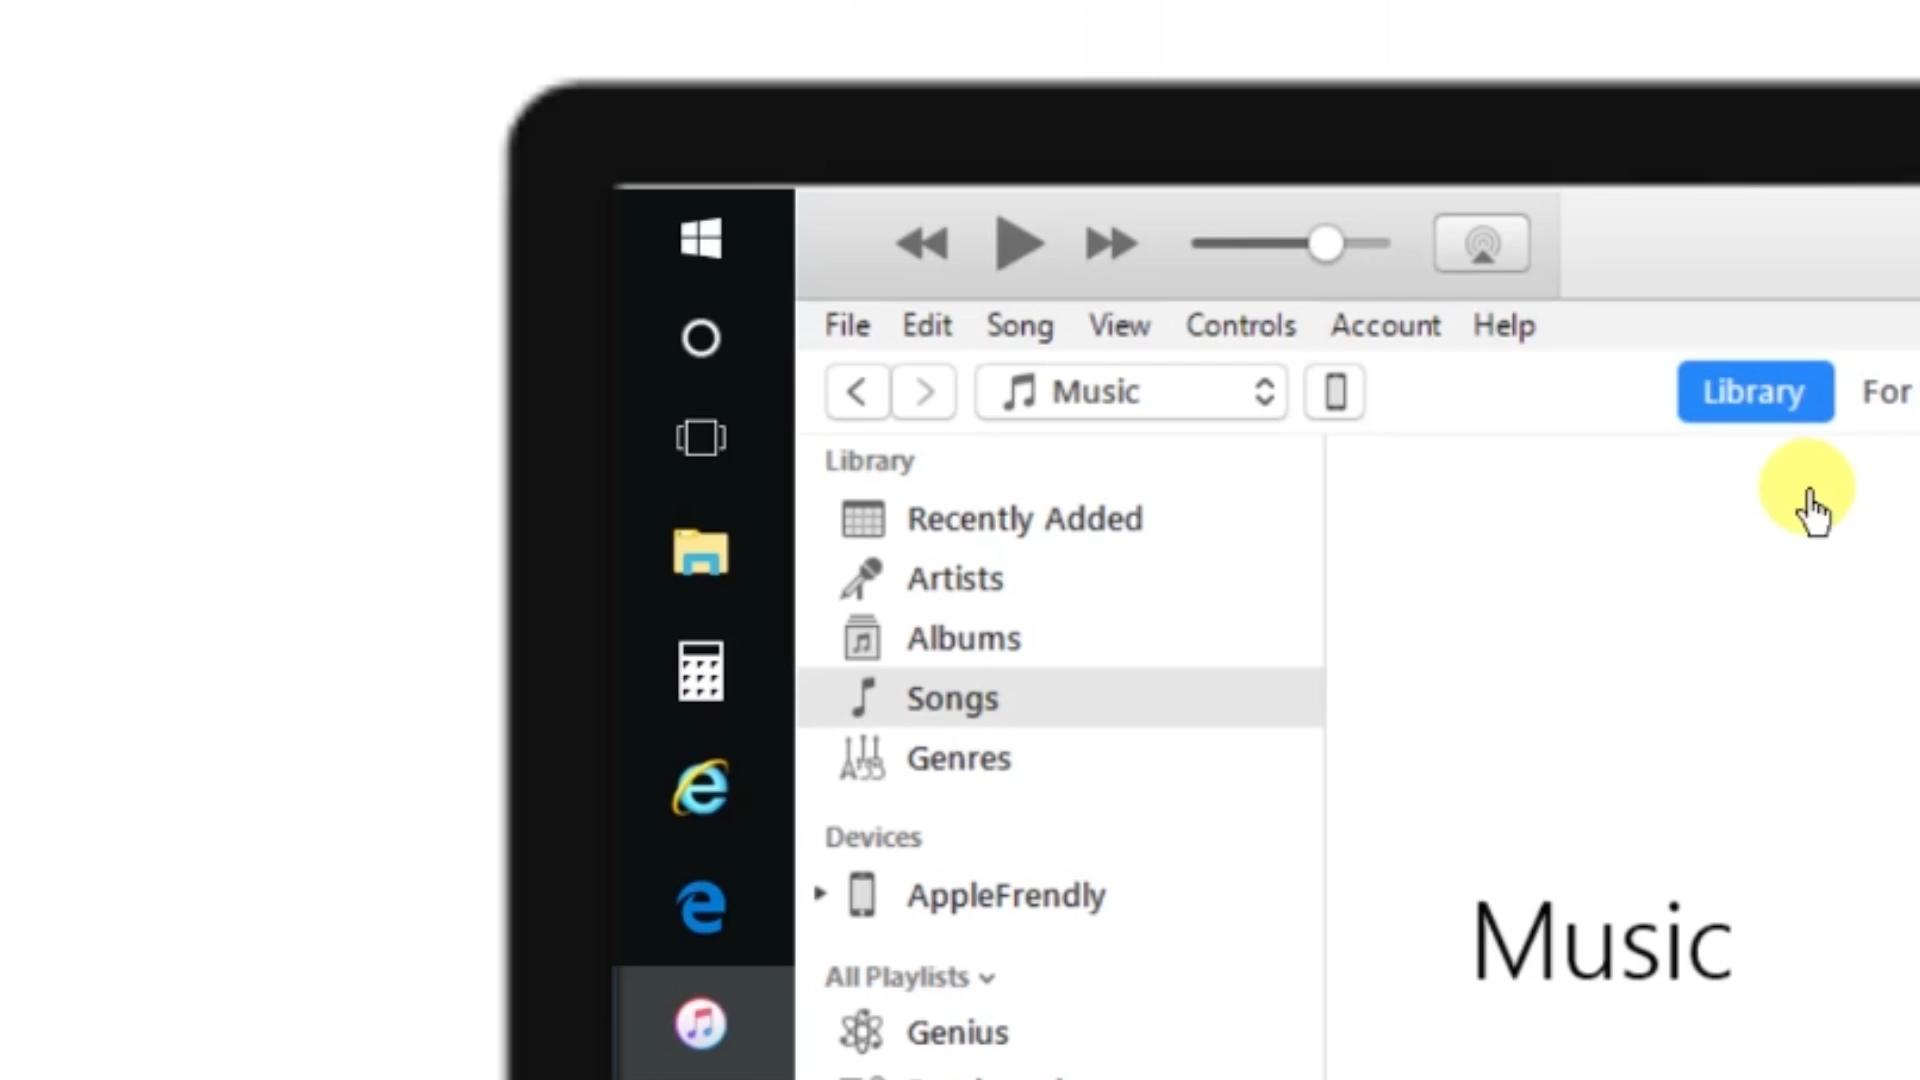 File Edit Song View Controls Account Help
Music
Library For
Library
Recently Added
Artists
Albums
Songs
Genres
Devices
AppleFrendly
Music
All Playlists
Genius